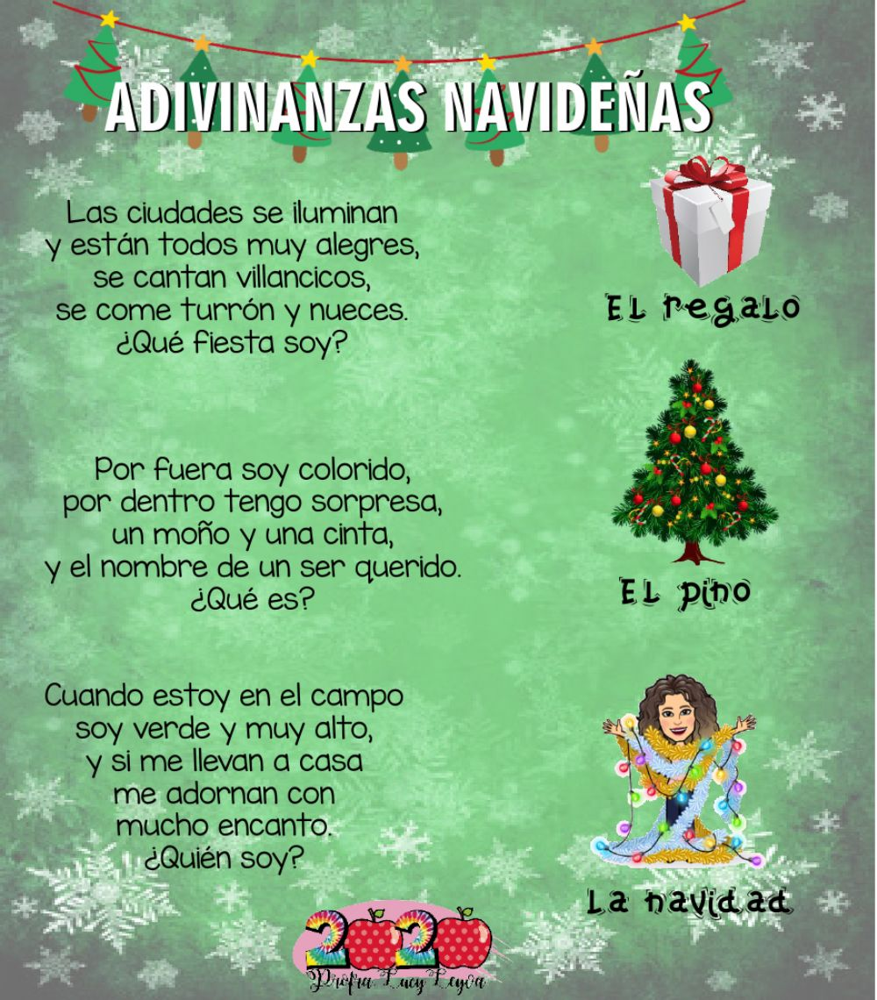 ADIVINANZAS NAVIDEÑAS
Las ciudades se iluminan
y están todos muy alegres,
se cantan villancicos,
se come turrón y nueces.
¿Qué fiesta soy?
El regalo
Por fuera soy colorido,
por dentro tengo sorpresa,
un moño y una cinta,
y el nombre de un ser querido.
¿Qué es?
El pino
Cuando estoy en el campo
soy verde y muy alto,
y si me llevan a casa
me adornan con
mucho encanto.
¿Quién soy?
La navidad
2020
Profra. Lucy Leyva